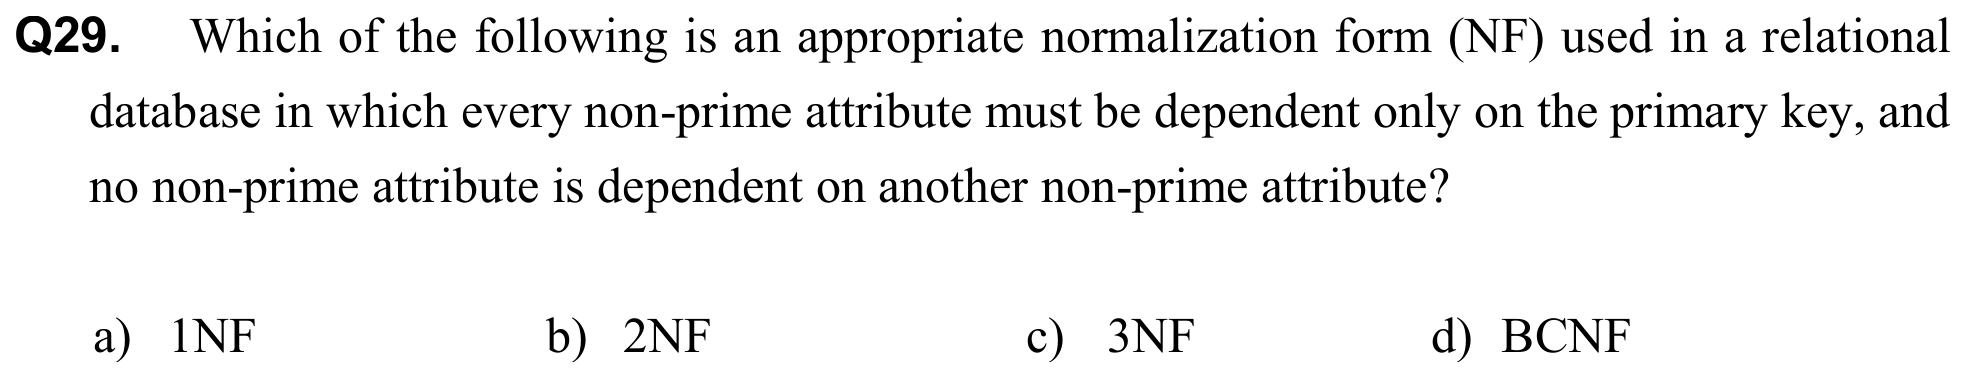 Q29. Which of the following is an appropriate normalization form (NF) used in a relational
database in which every non-prime attribute must be dependent only on the primary key, and
no non-prime attribute is dependent on another non-prime attribute?
a) 1NF b) 2NF c) 3NF d) BCNF